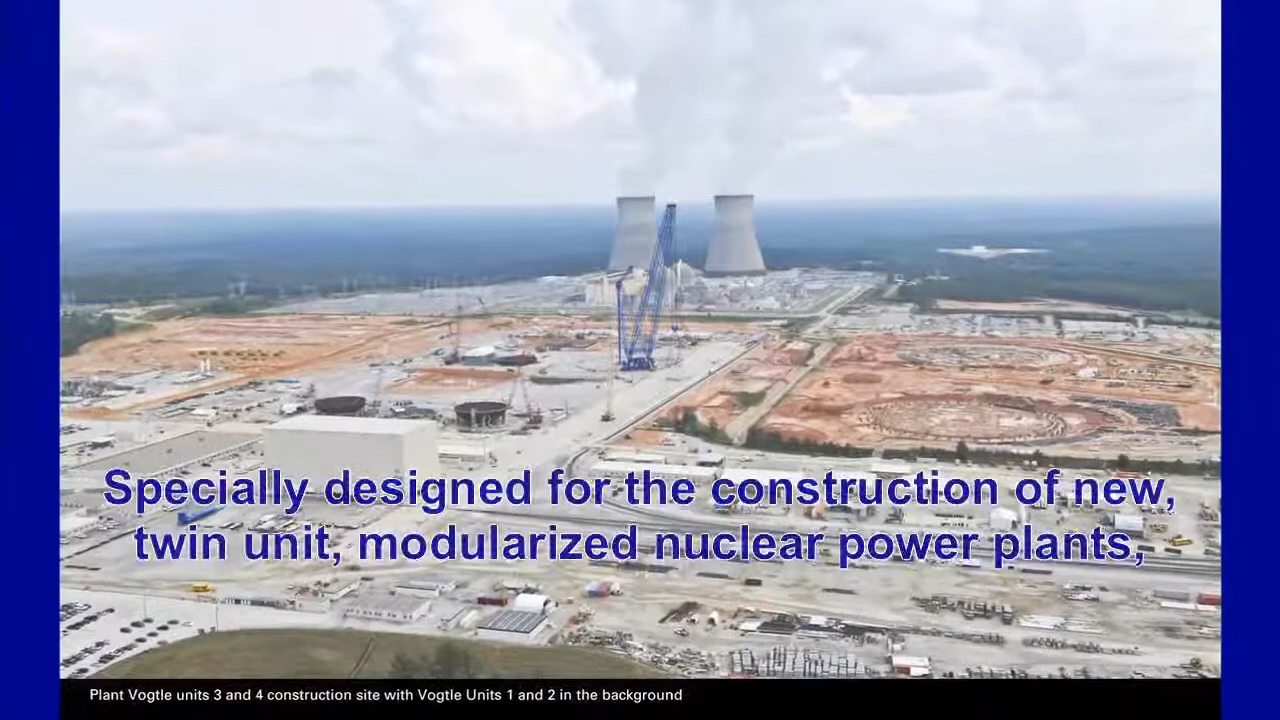 Specially designed for the construction of new,
twin unit, modularized nuclear power plants,
Plant Vogtle units 3 and 4 construction site with Vogtle Units 1 and 2 in the background